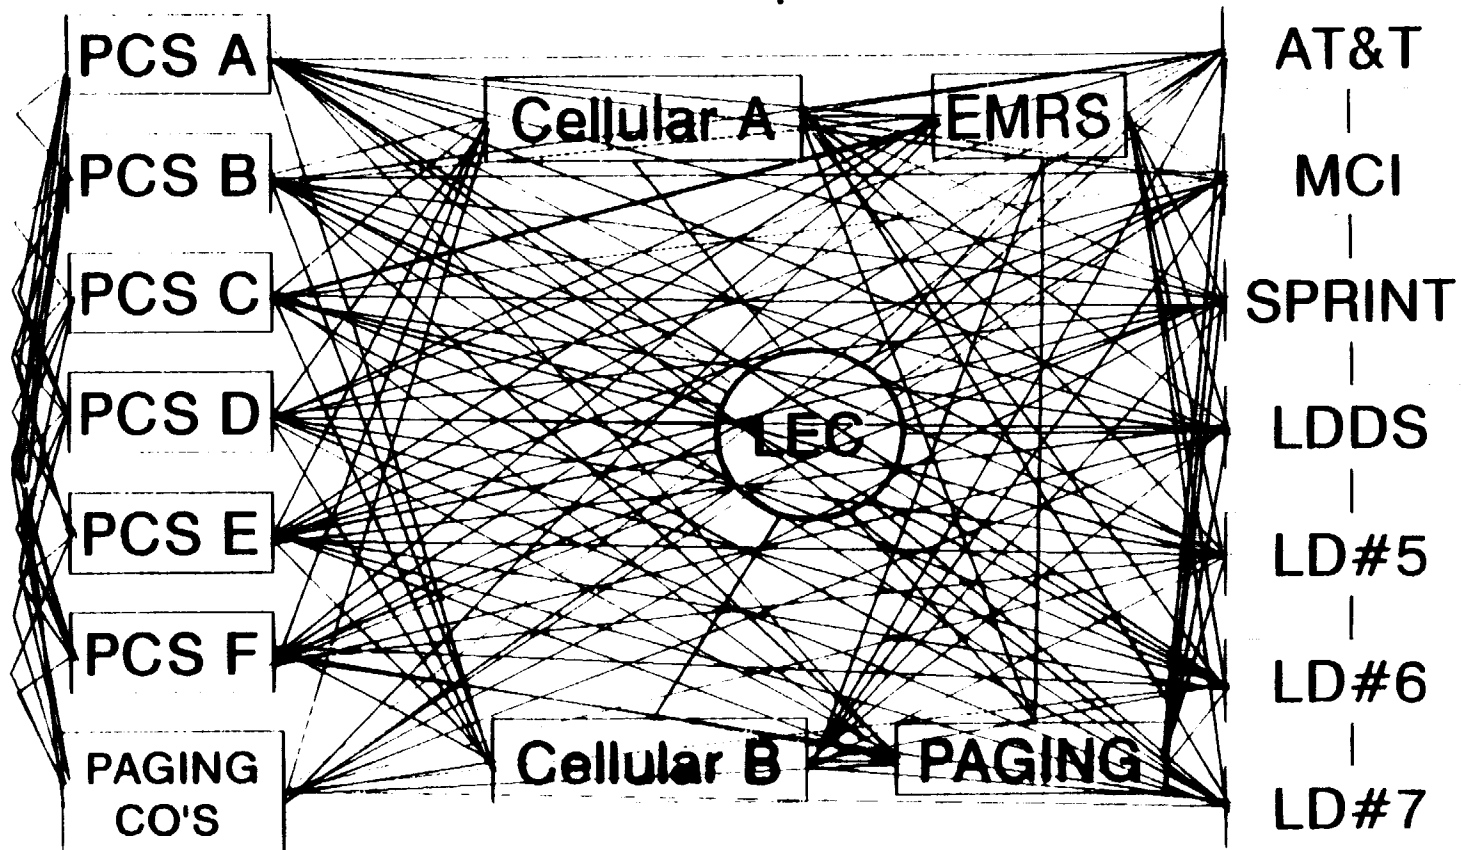 PCS A
PCS B
PCS C
PCS D
PCS E
PCS F
PAGING
CO'S
Cellular A
EMRS
LEC
Cellular B
PAGING
AT&T
MCI
SPRINT
LDDS
LD#5
LD#6
LD#7